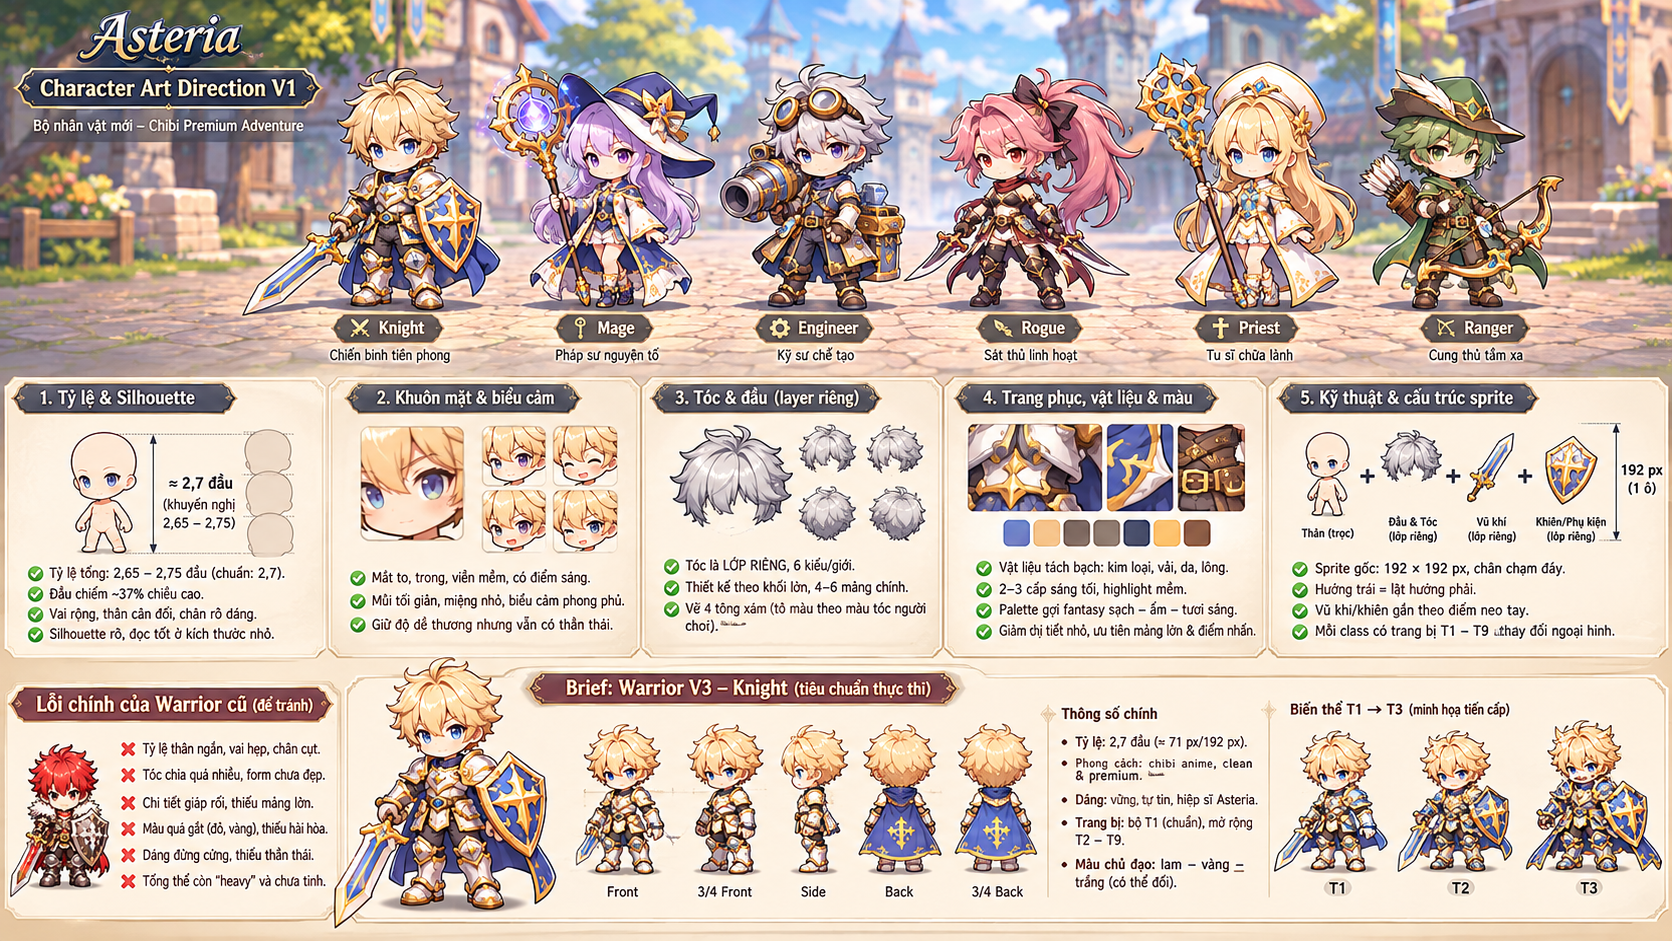 Asteria
Character Art Direction V1
Bộ nhân vật mới – Chibi Premium Adventure
Knight
Chiến binh tiên phong
Mage
Pháp sư nguyện tố
Engineer
Kỹ sư chế tạo
Rogue
Sát thủ linh hoạt
Priest
Tu sĩ chữa lành
Ranger
Cung thủ tầm xa
1. Tỷ lệ & Silhouette
≈ 2,7 đầu
(khuyến nghị
2,65 – 2,75)
Tỷ lệ tổng: 2,65 – 2,75 đầu (chuẩn: 2,7).
Đầu chiếm ~37% chiều cao.
Vai rộng, thân cân đối, chân rõ dáng.
Silhouette rõ, đọc tốt ở kích thước nhỏ.
2. Khuôn mặt & biểu cảm
Mắt to, trong, viền mềm, có điểm sáng.
Mũi tối giản, miệng nhỏ, biểu cảm phong phú.
Giữ độ dễ thương nhưng vẫn có thần thái.
3. Tóc & đầu (layer riêng)
Tóc là LỚP RIÊNG, 6 kiểu/giới.
Thiết kế theo khối lớn, 4–6 mảng chính.
Vẽ 4 tông xám (tô màu theo màu tóc người
chơi).
4. Trang phục, vật liệu & màu
Vật liệu tách bạch: kim loại, vải, da, lông.
2–3 cấp sáng tối, highlight mềm.
Palette gợi fantasy sạch – ấm – tươi sáng.
Giảm chi tiết nhỏ, ưu tiên mảng lớn & điểm nhấn.
5. Kỹ thuật & cấu trúc sprite
Thân (trọc)
+
Đầu & Tóc
(lớp riêng)
+
Vũ khí
(lớp riêng)
+
Khiên/Phụ kiện
(lớp riêng)
192 px
(1 ô)
Sprite gốc: 192 × 192 px, chân chạm đáy.
Hướng trái = lật hướng phải.
Vũ khí/khiên gắn theo điểm neo tay.
Mỗi class có trang bị T1 – T9 thay đổi ngoại hình.
Lỗi chính của Warrior cũ (để tránh)
Tỷ lệ thân ngắn, vai hẹp, chân cụt.
Tóc chia quá nhiều, form chưa đẹp.
Chi tiết giáp rối, thiếu mảng lớn.
Màu quá gắt (đỏ, vàng), thiếu hài hòa.
Dáng đứng cứng, thiếu thần thái.
Tổng thể còn "heavy" và chưa tinh.
Brief: Warrior V3 – Knight (tiêu chuẩn thực thi)
Front
3/4 Front
Side
Back
3/4 Back
Thông số chính
• Tỷ lệ: 2,7 đầu (≈ 71 px/192 px).
• Phong cách: chibi anime, clean
& premium.
• Dáng: vững, tự tin, hiệp sĩ Asteria.
• Trang bị: bộ T1 (chuẩn), mở rộng
T2 – T9.
• Màu chủ đạo: lam – vàng –
trắng (có thể đổi).
Biến thể T1 → T3 (minh họa tiến cấp)
T1
T2
T3